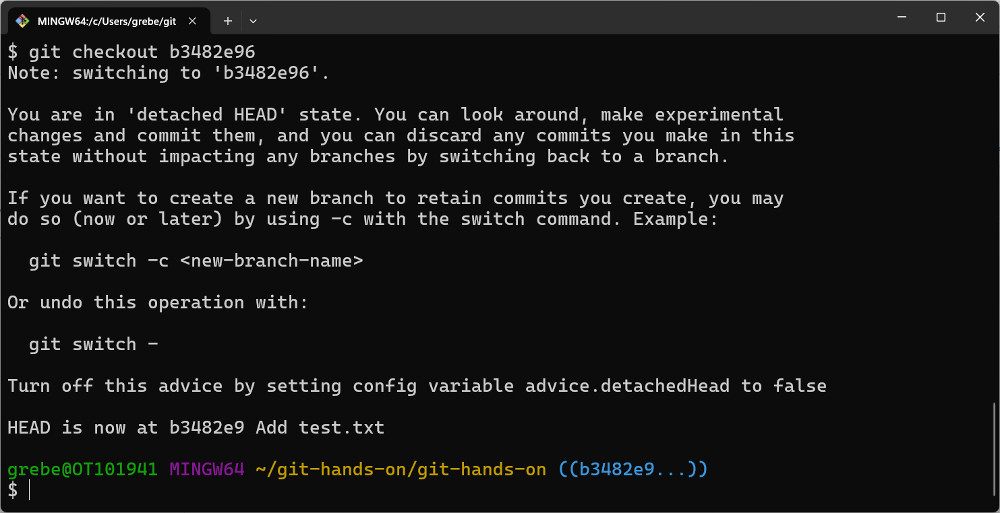 MINGW64:/c/Users/grebe/git
$ git checkout b3482e96
Note: switching to 'b3482e96'.
You are in 'detached HEAD' state. You can look around, make experimental
changes and commit them, and you can discard any commits you make in this
state without impacting any branches by switching back to a branch.
If you want to create a new branch to retain commits you create, you may
do so (now or later) by using -c with the switch command. Example:
git switch -c <new-branch-name>
Or undo this operation with:
git switch -
Turn off this advice by setting config variable advice.detachedHead to false
HEAD is now at b3482e9 Add test.txt
grebe@OT101941 MINGW64 ~/git-hands-on/git-hands-on ((b3482e9...))
$